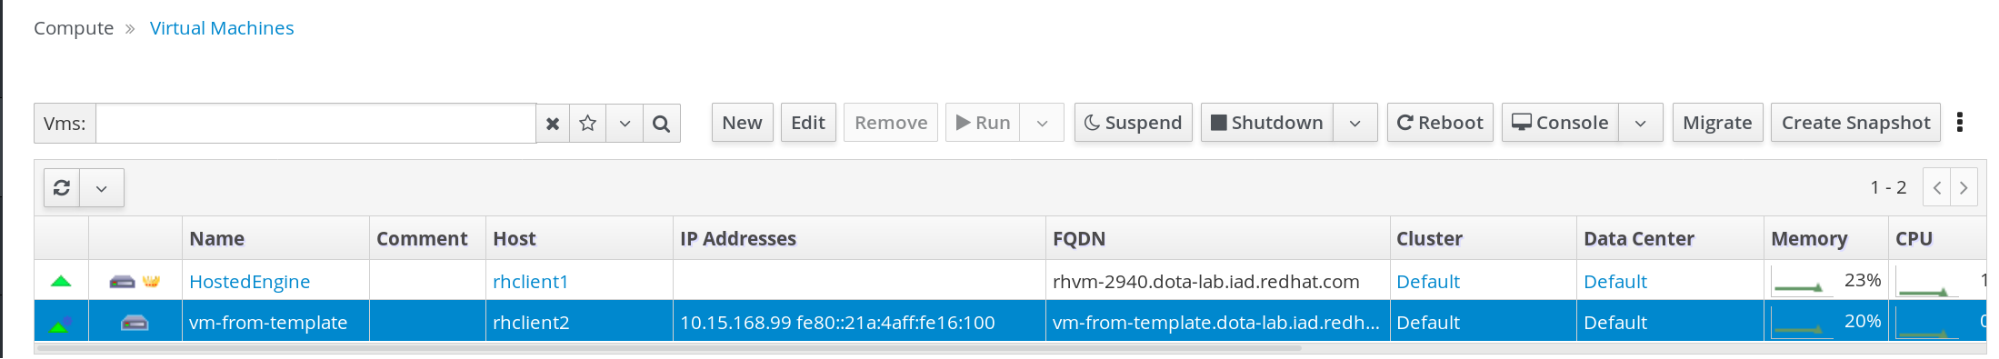 Compute » Virtual Machines
Vms: New Edit Remove Run Suspend Shutdown Reboot Console Migrate Create Snapshot
1 - 2
Name Comment Host IP Addresses FQDN Cluster Data Center Memory CPU
HostedEngine rhclient1 rhvm-2940.dota-lab.iad.redhat.com Default Default 23%
vm-from-template rhclient2 10.15.168.99 fe80::21a:4aff:fe16:100 vm-from-template.dota-lab.iad.redh... Default Default 20%